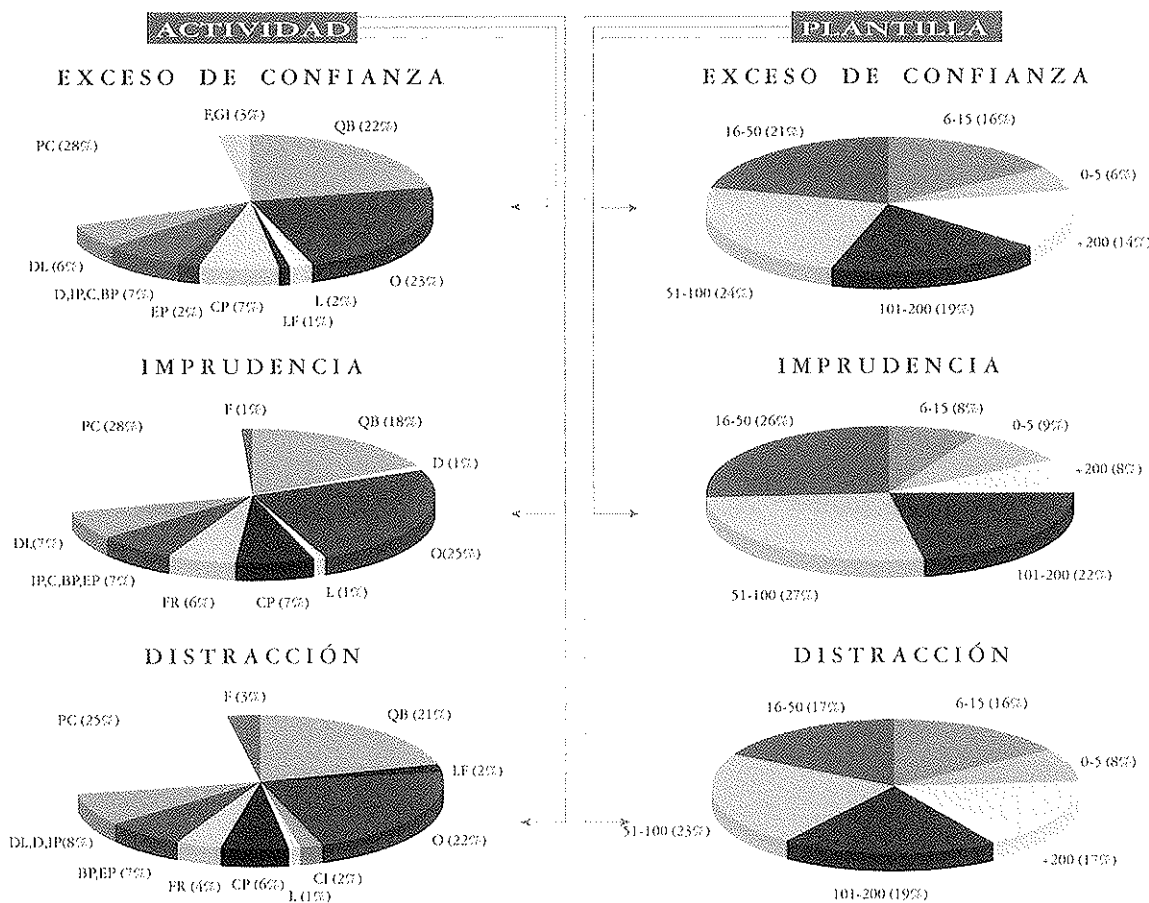 ACTIVIDAD
EXCESO DE CONFIANZA
F,GI (3%)
QB (22%)
PC (28%)
DL (6%)
D,IP,C,BP (7%)
EP (2%)
CP (7%)
LF (1%)
L (2%)
O (23%)
IMPRUDENCIA
F (1%)
QB (18%)
PC (28%)
D (1%)
DL(7%)
IP,C,BP,EP (7%)
FR (6%)
CP (7%)
L (1%)
O(25%)
DISTRACCIÓN
F (3%)
QB (21%)
PC (25%)
LF (2%)
DL,D,IP(8%)
BP,EP (7%)
FR (4%)
CP (6%)
L (1%)
CI (2%)
O (22%)
PLANTILLA
EXCESO DE CONFIANZA
16-50 (21%)
6-15 (16%)
0-5 (6%)
+200 (14%)
51-100 (24%)
101-200 (19%)
IMPRUDENCIA
16-50 (26%)
6-15 (8%)
0-5 (9%)
+200 (8%)
51-100 (27%)
101-200 (22%)
DISTRACCIÓN
16-50 (17%)
6-15 (16%)
0-5 (8%)
51-100 (23%)
+200 (17%)
101-200 (19%)